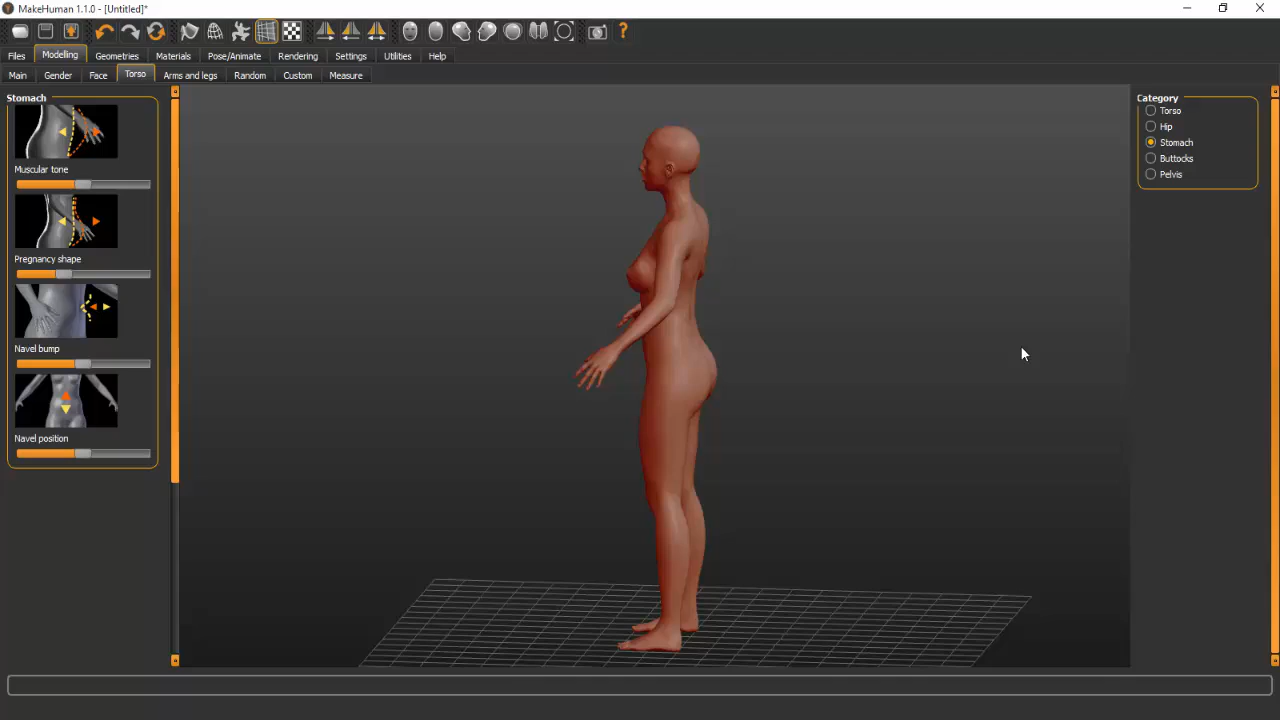 MakeHuman 1.1.0 - [Untitled]*
Files Modelling Geometries Materials Pose/Animate Rendering Settings Utilities Help
Main Gender Face Torso Arms and legs Random Custom Measure
Stomach
Muscular tone
Pregnancy shape
Navel bump
Navel position
Category
Torso
Hip
Stomach
Buttocks
Pelvis